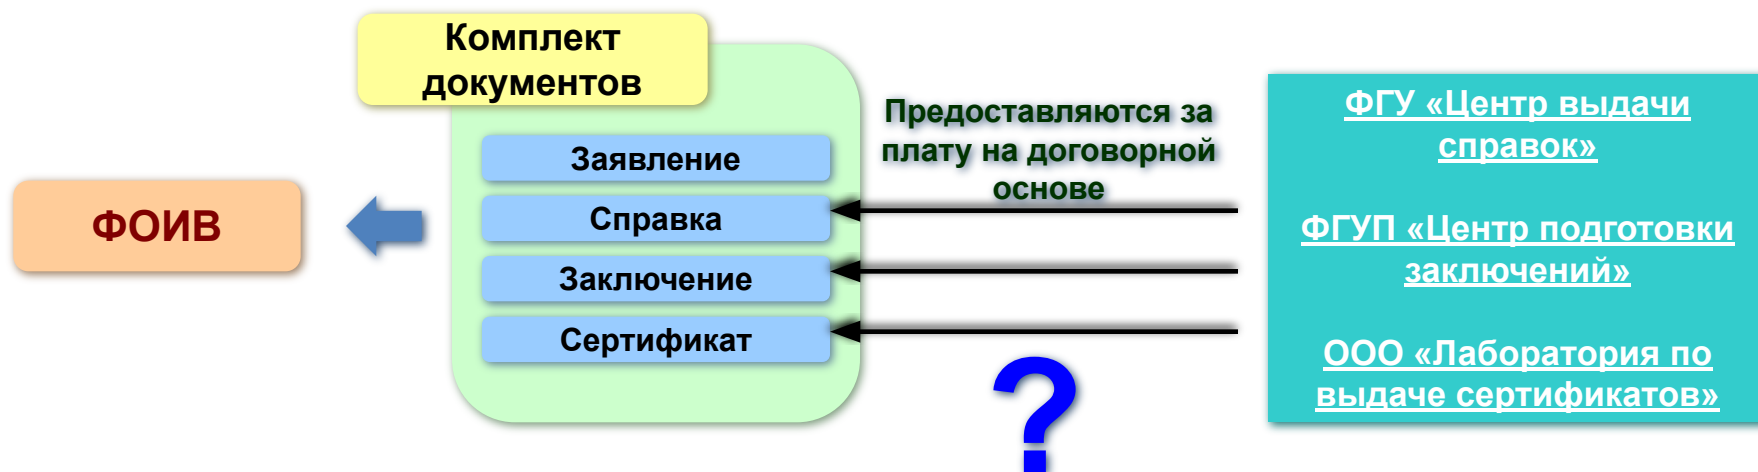 Комплект
документов
Заявление
Справка
Заключение
Сертификат
ФОИВ
Предоставляются за
плату на договорной
основе
?
ФГУ «Центр выдачи
справок»
ФГУП «Центр подготовки
заключений»
ООО «Лаборатория по
выдаче сертификатов»